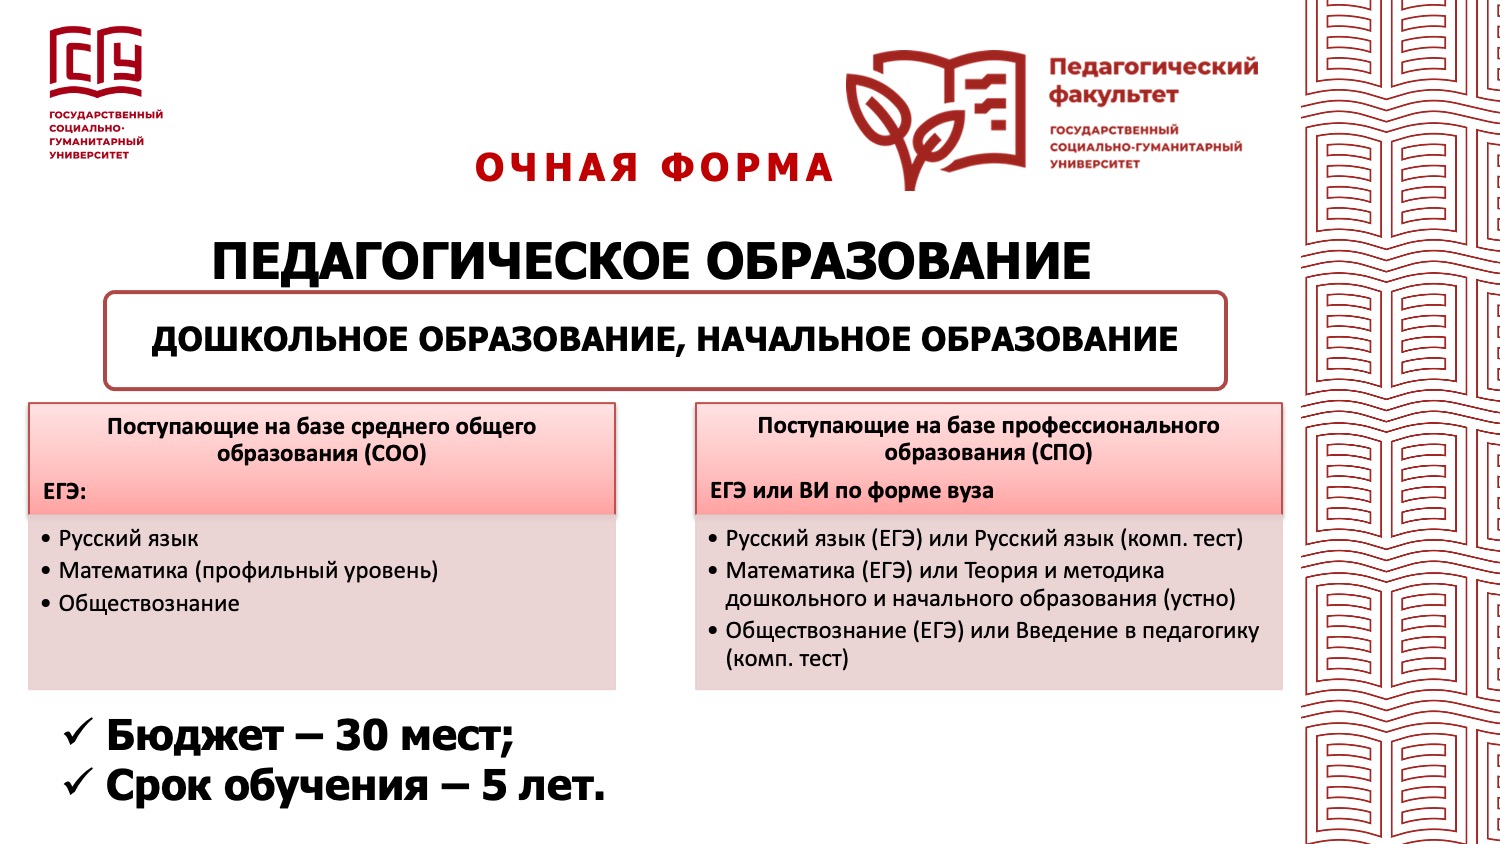 ГСГУ
ГОСУДАРСТВЕННЫЙ
СОЦИАЛЬНО-
ГУМАНИТАРНЫЙ
УНИВЕРСИТЕТ
Педагогический
факультет
ГОСУДАРСТВЕННЫЙ
СОЦИАЛЬНО-ГУМАНИТАРНЫЙ
УНИВЕРСИТЕТ
ОЧНАЯ ФОРМА
ПЕДАГОГИЧЕСКОЕ ОБРАЗОВАНИЕ
ДОШКОЛЬНОЕ ОБРАЗОВАНИЕ, НАЧАЛЬНОЕ ОБРАЗОВАНИЕ
Поступающие на базе среднего общего
образования (СОО)
ЕГЭ:
• Русский язык
• Математика (профильный уровень)
• Обществознание
Поступающие на базе профессионального
образования (СПО)
ЕГЭ или ВИ по форме вуза
• Русский язык (ЕГЭ) или Русский язык (комп. тест)
• Математика (ЕГЭ) или Теория и методика
дошкольного и начального образования (устно)
• Обществознание (ЕГЭ) или Введение в педагогику
(комп. тест)
✓ Бюджет – 30 мест;
✓ Срок обучения – 5 лет.